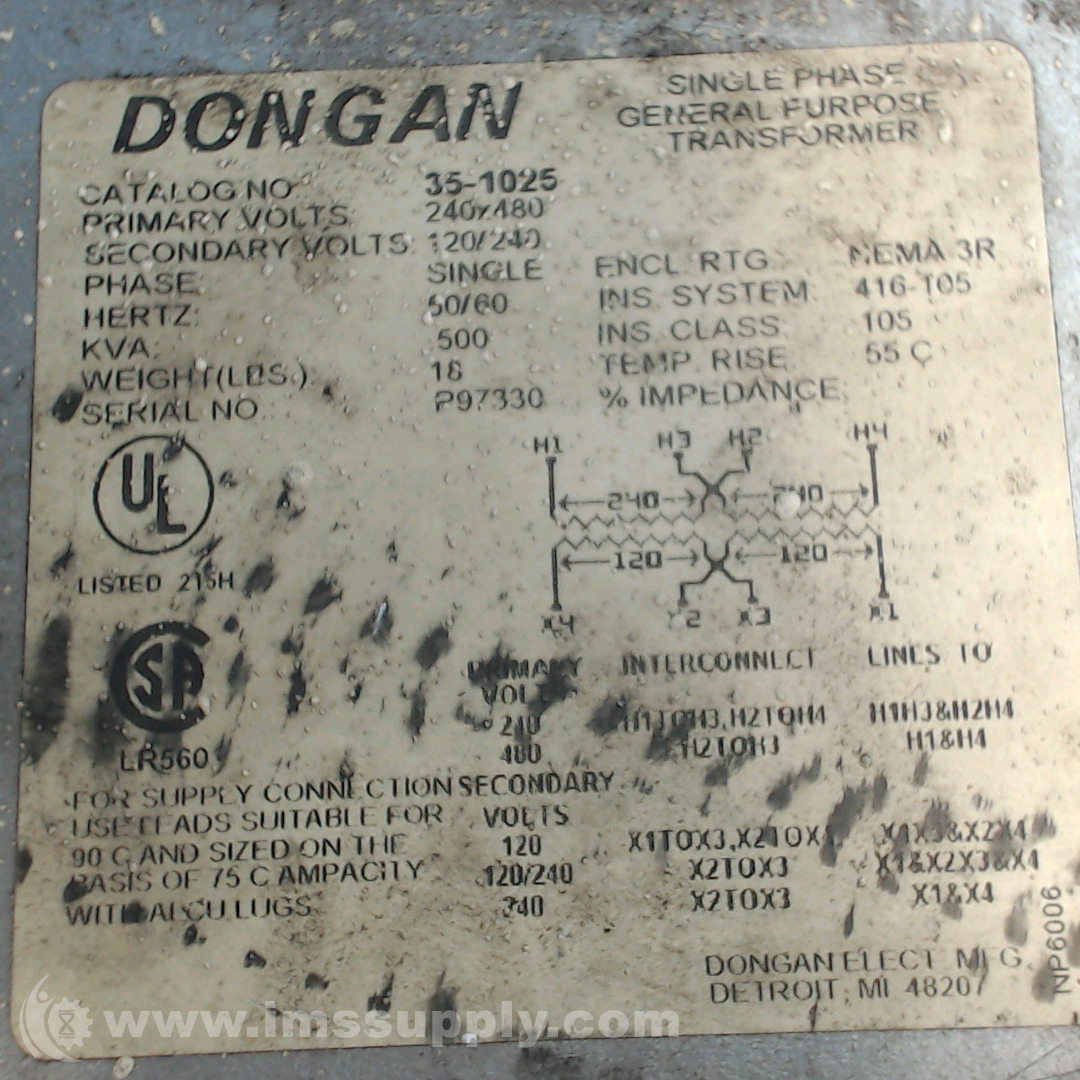 DONGAN
SINGLE PHASE
GENERAL PURPOSE
TRANSFORMER
CATALOG NO 35-1025
PRIMARY VOLTS: 240x480
SECONDARY VOLTS: 120/240
PHASE: SINGLE ENCL. RTG. NEMA 3R
HERTZ: 50/60 INS. SYSTEM: 416-105
KVA: 500 INS. CLASS: 105
WEIGHT(LBS.) 18 TEMP. RISE 55 C
SERIAL NO. P97330 % IMPEDANCE:
H1 H3 H2 H4
240 240
120 120
X4 X2 X3 X1
UL
LISTED 215H
SA
LR560
PRIMARY INTERCONNECT LINES TO
VOLTS
240 H1TOH3,H2TOH4 H1H3&H2H4
480 H2TOH3 H1&H4
FOR SUPPLY CONNECTION
USE LEADS SUITABLE FOR
90 C AND SIZED ON THE
BASIS OF 75 C AMPACITY
WITH AL CU LUGS
SECONDARY
VOLTS
120 X1TOX3,X2TOX4 X1X3&X2X4
120/240 X2TOX3 X1&X2X3&X4
240 X2TOX3 X1&X4
DONGAN ELECT. MFG.
DETROIT, MI 48207
NP6006
www.imssupply.com